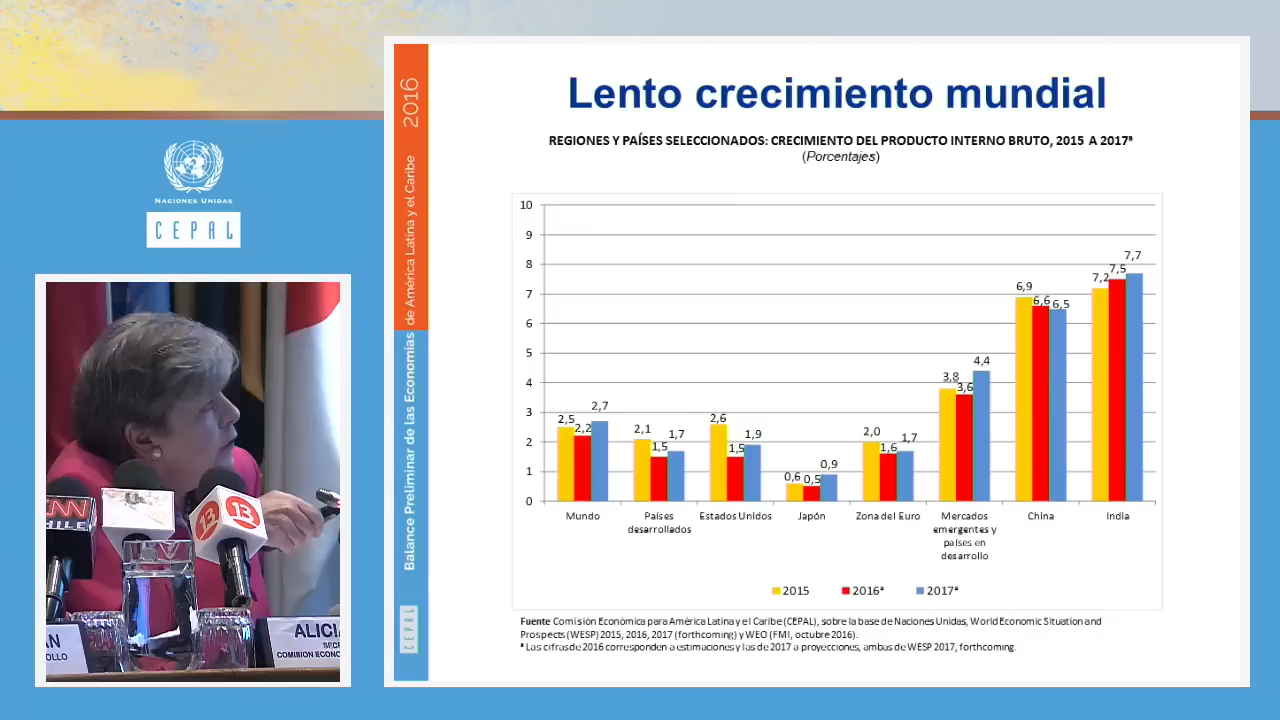 NACIONES UNIDAS
CEPAL
2016
Balance Preliminar de las Economías de América Latina y el Caribe
CEPAL
Lento crecimiento mundial
REGIONES Y PAÍSES SELECCIONADOS: CRECIMIENTO DEL PRODUCTO INTERNO BRUTO, 2015 A 2017ª
(Porcentajes)
10
9
8
7
6
5
4
3
2
1
0
2,5 2,2 2,7
2,1 1,5 1,7
2,6 1,5 1,9
0,6 0,5 0,9
2,0 1,6 1,7
3,8 3,6 4,4
6,9 6,6 6,5
7,2 7,5 7,7
Mundo
Países
desarrollados
Estados Unidos
Japón
Zona del Euro
Mercados
emergentes y
países en
desarrollo
China
India
2015 2016ª 2017ª
Fuente Comisión Económica para América Latina y el Caribe (CEPAL), sobre la base de Naciones Unidas, World Economic Situation and
Prospects (WESP) 2015, 2016, 2017 (forthcoming) y WEO (FMI, octubre 2016).
ª Las cifras de 2016 corresponden a estimaciones y las de 2017 a proyecciones, ambas de WESP 2017, forthcoming.
CNN
CHILE
13 13
ALICI
COMISION ECONO